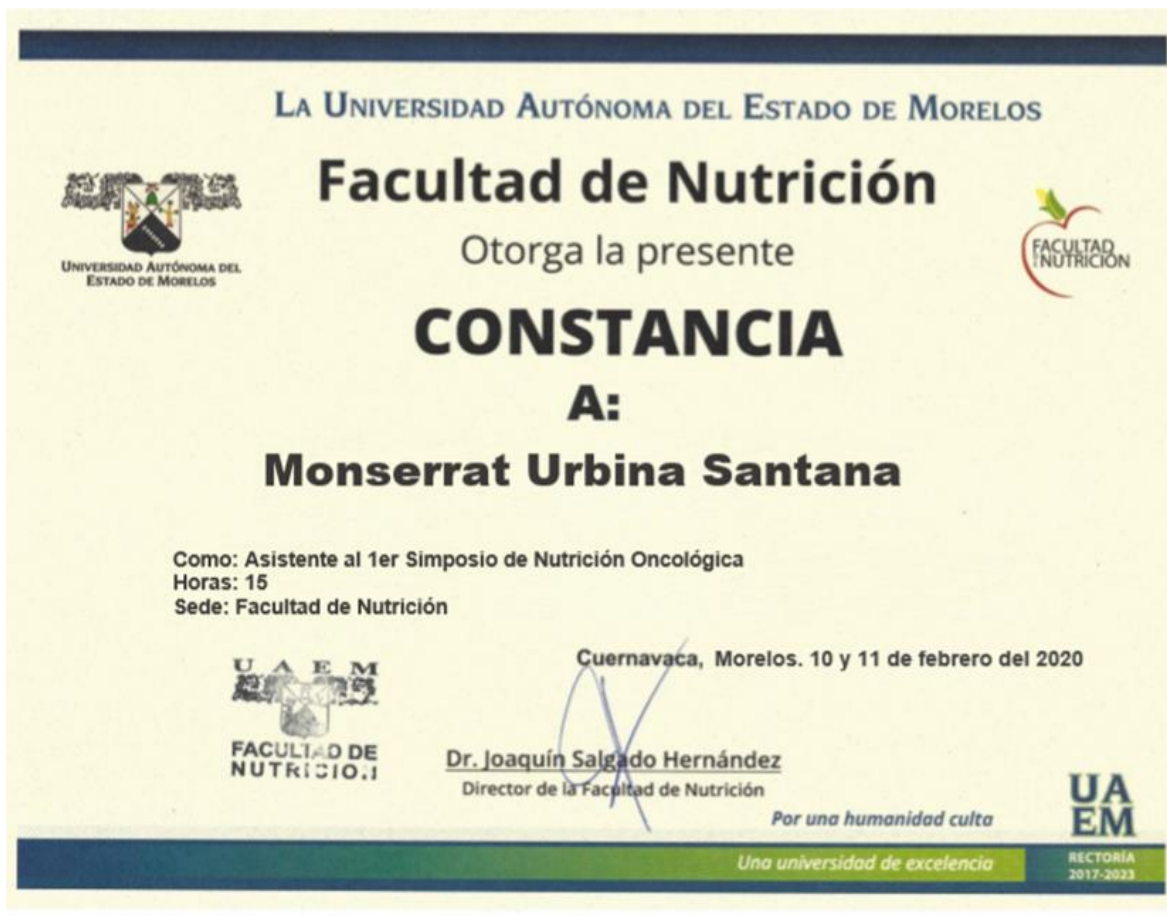 LA UNIVERSIDAD AUTÓNOMA DEL ESTADO DE MORELOS
Facultad de Nutrición
Otorga la presente
UNIVERSIDAD AUTÓNOMA DEL
ESTADO DE MORELOS
FACULTAD
DE NUTRICIÓN
CONSTANCIA
A:
Monserrat Urbina Santana
Como: Asistente al 1er Simposio de Nutrición Oncológica
Horas: 15
Sede: Facultad de Nutrición
Cuernavaca, Morelos. 10 y 11 de febrero del 2020
U A E M
FACULTAD DE
NUTRICION
Dr. Joaquín Salgado Hernández
Director de la Facultad de Nutrición
Por una humanidad culta
UA
EM
Una universidad de excelencia
RECTORÍA
2017-2023